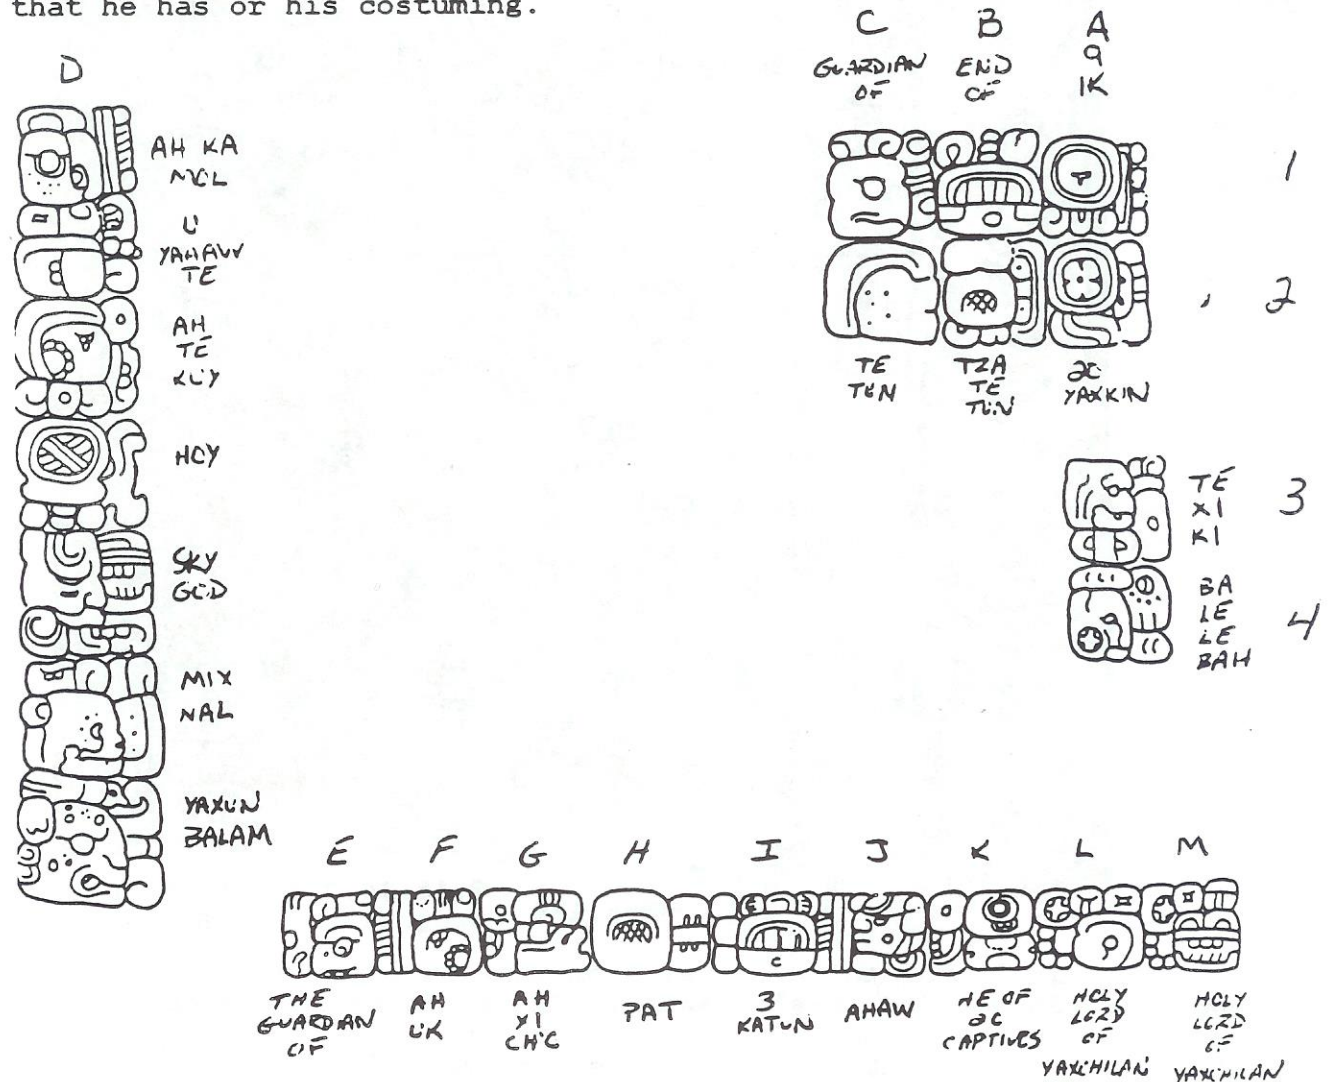 that he has or his costuming.
C B A
GUARDIAN
OF
END
OF
9
IK
1
2
TE
TUN
TZA
TE
TUN
20
YAXKIN
TE
XI
KI
3
BA
LE
LE
BAH
4
D
AH KA
U
TE
AH
TE
KUY
HOY
SKY
GOD
MIX
NAL
YAXUN
BALAM
E F G H I J K L M
THE
GUARDIAN
OF
AH
UK
AH
XI
CHC
PAT
3
KATUN
AHAW
HE OF
20
CAPTIVES
HOLY
LORD
OF
YAXCHILAN
HOLY
LORD
OF
YAXCHILAN